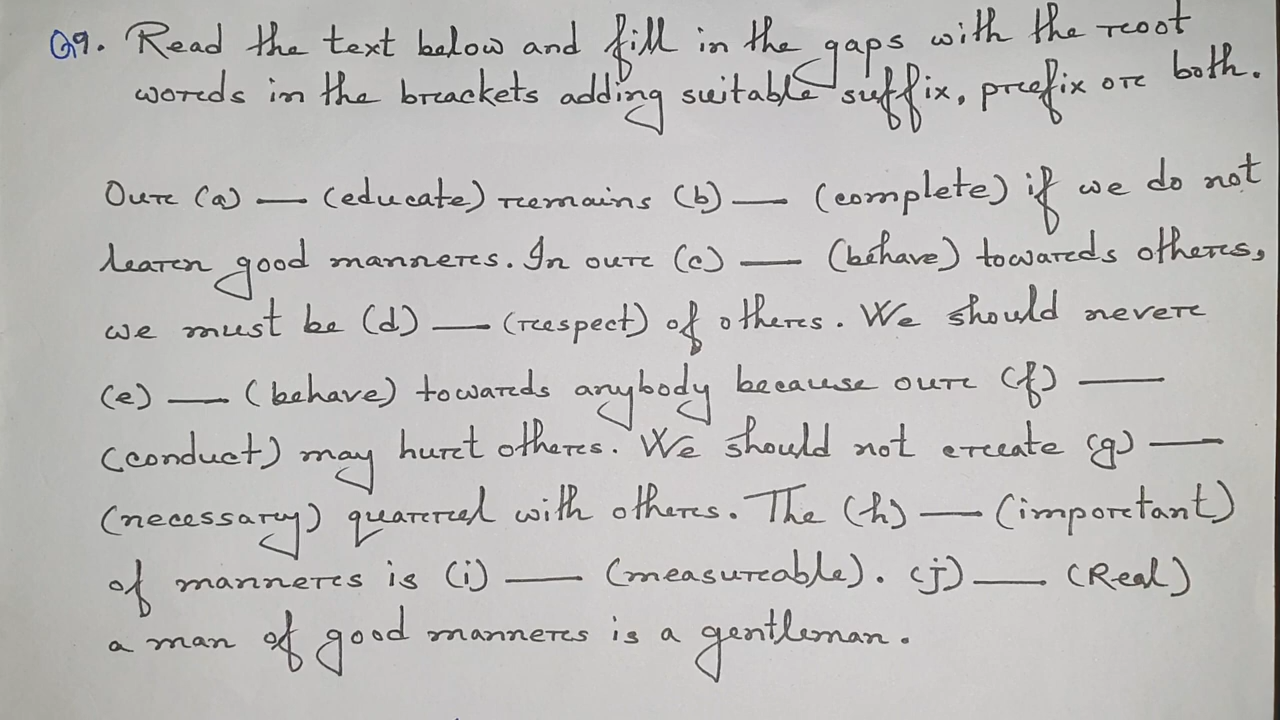 Q9. Read the text below and fill in the gaps with the root
words in the brackets adding suitable suffix, prefix or both.
Our (a) — (educate) remains (b) — (complete) if we do not
learn good manners. In our (c) — (behave) towards others,
we must be (d) — (respect) of others. We should never
(e) — (behave) towards anybody because our (f) —
(conduct) may hurt others. We should not create (g) —
(necessary) quarrel with others. The (h) — (important)
of manners is (i) — (measureable). (j) — (Real)
a man of good manners is a gentleman.